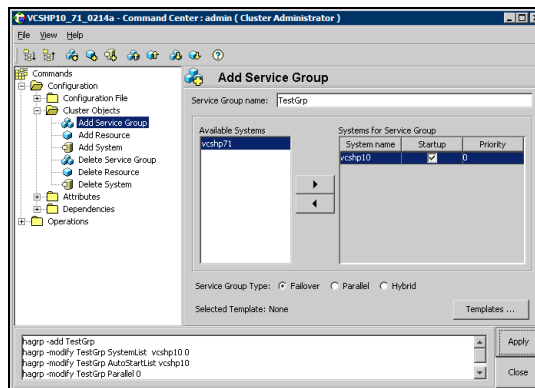 VCSHP10_71_0214a - Command Center : admin ( Cluster Administrator )
File View Help
Commands
Configuration
Configuration File
Cluster Objects
Add Service Group
Add Resource
Add System
Delete Service Group
Delete Resource
Delete System
Attributes
Dependencies
Operations
Add Service Group
Service Group name: TestGrp
Available Systems
vcshp71
Systems for Service Group
System name Startup Priority
vcshp10 0
Service Group Type: Failover Parallel Hybrid
Selected Template: None
Templates ...
hagrp -add TestGrp
hagrp -modify TestGrp SystemList vcshp10 0
hagrp -modify TestGrp AutoStartList vcshp10
hagrp -modify TestGrp Parallel 0
Apply
Close